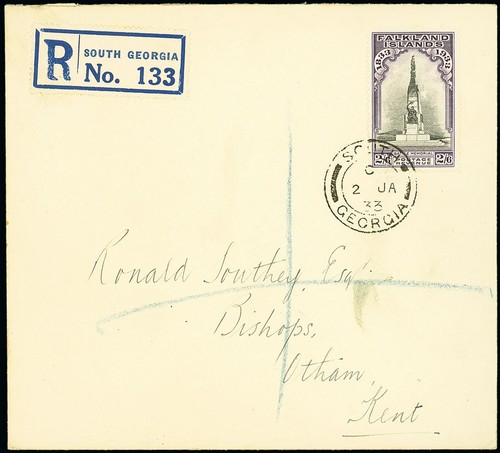 R
SOUTH GEORGIA
No. 133
FALKLAND
ISLANDS
1833 1933
MEMORIAL
2/6 POSTAGE 2/6
REVENUE
SOUTH
2 JA
33
GEORGIA
Ronald Southey, Esq
Bishops,
Otham,
Kent